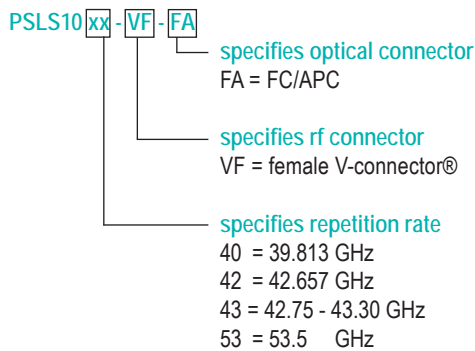 PSLS10 xx - VF - FA
specifies optical connector
FA = FC/APC
specifies rf connector
VF = female V-connector®
specifies repetition rate
40 = 39.813 GHz
42 = 42.657 GHz
43 = 42.75 - 43.30 GHz
53 = 53.5 GHz